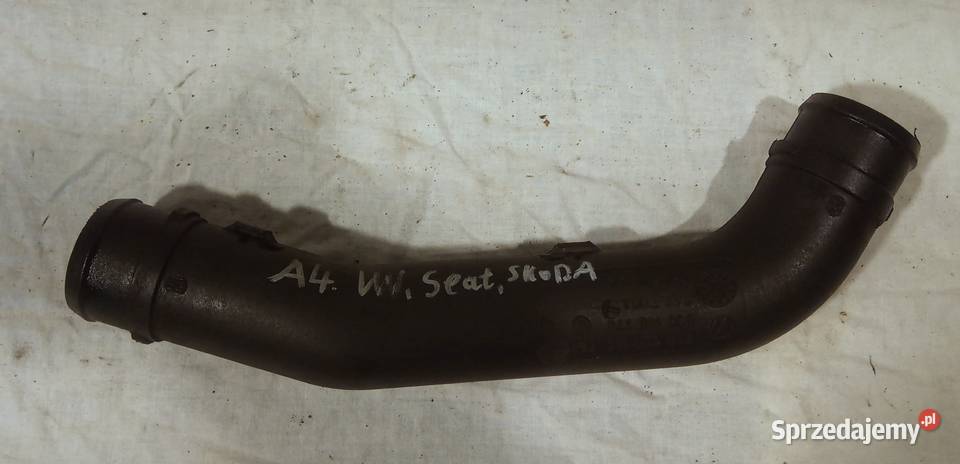 A4. VW, Seat, SKODA
Sprzedajemy.pl